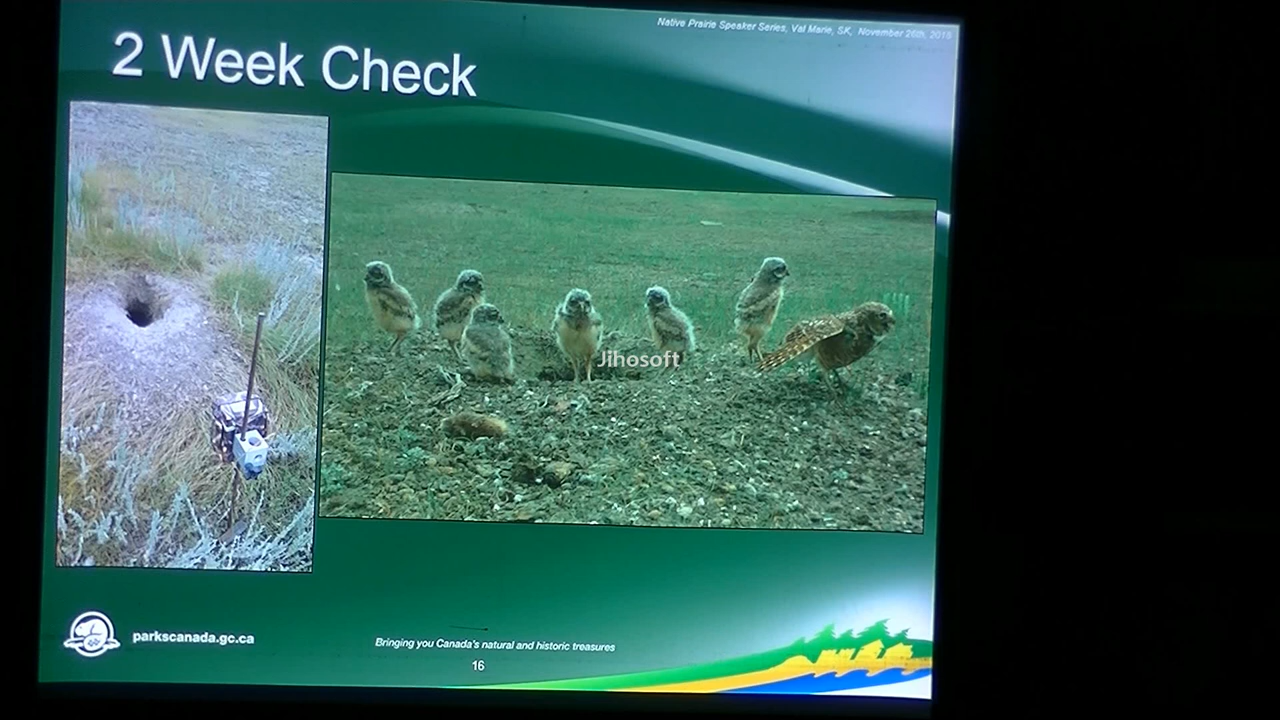 Native Prairie Speaker Series, Val Marie, SK, November 26th, 2015
2 Week Check
Jihosoft
parkscanada.gc.ca
Bringing you Canada's natural and historic treasures
16